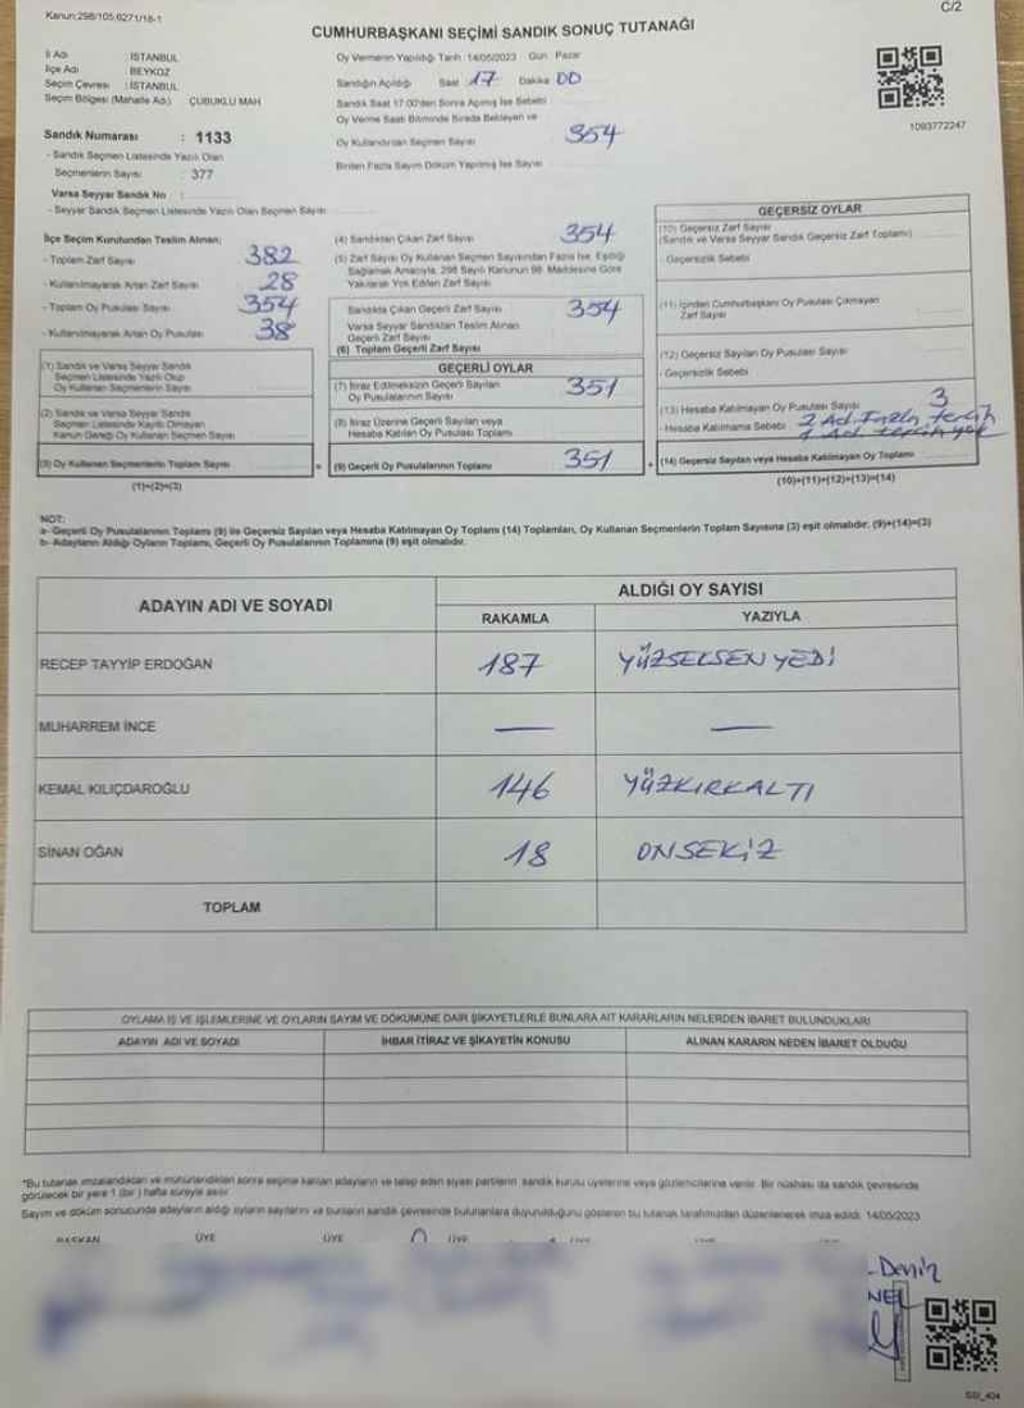 Kanun:298/105,6271/18-1
C/2
CUMHURBAŞKANI SEÇİMİ SANDIK SONUÇ TUTANAĞI
İl Adı : İSTANBUL
İlçe Adı : BEYKOZ
Seçim Çevresi : İSTANBUL
Seçim Bölgesi (Mahalle Adı) ÇUBUKLU MAH
Sandık Numarası : 1133
- Sandık Seçmen Listesinde Yazılı Olan
Seçmenlerin Sayısı : 377
Varsa Seyyar Sandık No :
- Seyyar Sandık Seçmen Listesinde Yazılı Olan Seçmen Sayısı
Oy Vermenin Yapıldığı Tarih 14/05/2023 Gün Pazar
Sandığın Açıldığı Saat 17 Dakika 00
Sandık Saat 17.00'den Sonra Açılmış İse Sebebi
Oy Verme Saati Bitiminde Sırada Bekleyen ve
Oy Kullandırılan Seçmen Sayısı 354
Birden Fazla Sayım Döküm Yapılmış İse Sayısı
1093772247
İlçe Seçim Kurulundan Teslim Alınan;
- Toplam Zarf Sayısı 382
- Kullanılmayarak Artan Zarf Sayısı 28
- Toplam Oy Pusulası Sayısı 354
- Kullanılmayarak Artan Oy Pusulası 38
(1) Sandık ve Varsa Seyyar Sandık
Seçmen Listesinde Yazılı Olup
Oy Kullanan Seçmenlerin Sayısı
(2) Sandık ve Varsa Seyyar Sandık
Seçmen Listesinde Kayıtlı Olmayan
Kanun Gereği Oy Kullanan Seçmen Sayısı
(3) Oy Kullanan Seçmenlerin Toplam Sayısı
(1)+(2)=(3)
(4) Sandıktan Çıkan Zarf Sayısı 354
(5) Zarf Sayısı Oy Kullanan Seçmen Sayısından Fazla İse, Eşitliği
Sağlamak Amacıyla, 298 Sayılı Kanunun 98. Maddesine Göre
Yakılarak Yok Edilen Zarf Sayısı
Sandıkta Çıkan Geçerli Zarf Sayısı 354
Varsa Seyyar Sandıktan Teslim Alınan
Geçerli Zarf Sayısı
(6) Toplam Geçerli Zarf Sayısı
GEÇERLİ OYLAR
(7) İtiraz Edilmeksizin Geçerli Sayılan
Oy Pusulalarının Sayısı 351
(8) İtiraz Üzerine Geçerli Sayılan veya
Hesaba Katılan Oy Pusulası Toplamı
(9) Geçerli Oy Pusulalarının Toplamı 351
GEÇERSİZ OYLAR
(10) Geçersiz Zarf Sayısı
(Sandık ve Varsa Seyyar Sandık Geçersiz Zarf Toplamı)
- Geçersizlik Sebebi
(11) İçinden Cumhurbaşkanı Oy Pusulası Çıkmayan
Zarf Sayısı
(12) Geçersiz Sayılan Oy Pusulası Sayısı
- Geçersizlik Sebebi
(13) Hesaba Katılmayan Oy Pusulası Sayısı 3
- Hesaba Katılmama Sebebi 2 Ad Fazla tercih
1 Ad tercih yok
(14) Geçersiz Sayılan veya Hesaba Katılmayan Oy Toplamı
(10)+(11)+(12)+(13)=(14)
NOT:
a- Geçerli Oy Pusulalarının Toplamı (9) ile Geçersiz Sayılan veya Hesaba Katılmayan Oy Toplamı (14) Toplamları, Oy Kullanan Seçmenlerin Toplam Sayısına (3) eşit olmalıdır. (9)+(14)=(3)
b- Adayların Aldığı Oyların Toplamı, Geçerli Oy Pusulalarının Toplamına (9) eşit olmalıdır.
ADAYIN ADI VE SOYADI ALDIĞI OY SAYISI
RAKAMLA YAZIYLA
RECEP TAYYİP ERDOĞAN 187 YÜZSEKSEN YEDİ
MUHARREM İNCE — —
KEMAL KILIÇDAROĞLU 146 YÜZKIRKALTI
SİNAN OĞAN 18 ONSEKİZ
TOPLAM
OYLAMA İŞ VE İŞLEMLERİNE VE OYLARIN SAYIM VE DÖKÜMÜNE DAİR ŞİKAYETLERLE BUNLARA AİT KARARLARIN NELERDEN İBARET BULUNDUKLARI
ADAYIN ADI VE SOYADI İHBAR İTİRAZ VE ŞİKAYETİN KONUSU ALINAN KARARIN NEDEN İBARET OLDUĞU
*Bu tutanak imzalandıktan ve mühürlendikten sonra seçime katılan adayların ve talep eden siyasi partilerin sandık kurulu üyelerine veya gözlemcilerine verilir. Bir nüshası da sandık çevresinde
görülecek bir yere 1 (bir) hafta süreyle asılır.
Sayım ve döküm sonucunda adayların aldığı oyların sayılarını ve bunların sandık çevresinde bulunanlara duyurulduğunu gösteren bu tutanak tarafımızdan düzenlenerek imza edildi. 14/05/2023
BAŞKAN ÜYE ÜYE ÜYE
Deniz
NEL